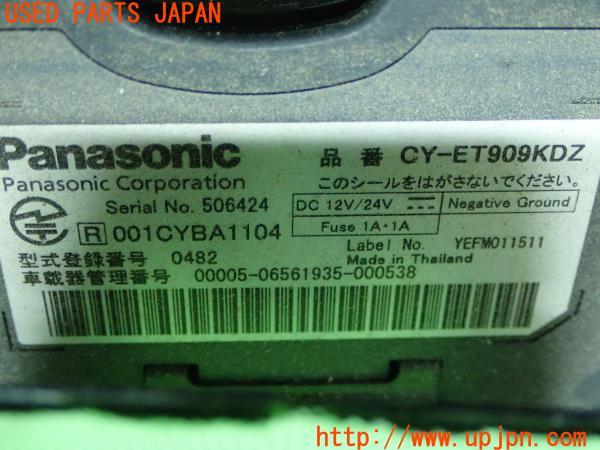 USED PARTS JAPAN
Panasonic
品 番 CY-ET909KDZ
Panasonic Corporation
このシールをはがさないでください。
Serial No. 506424
DC 12V/24V
Negative Ground
R 001CYBA1104
Fuse 1A・1A
Label No. YEFM011511
型式登録番号 0482
Made in Thailand
車載器管理番号 00005-06561935-000538
http://www.upjpn.com/